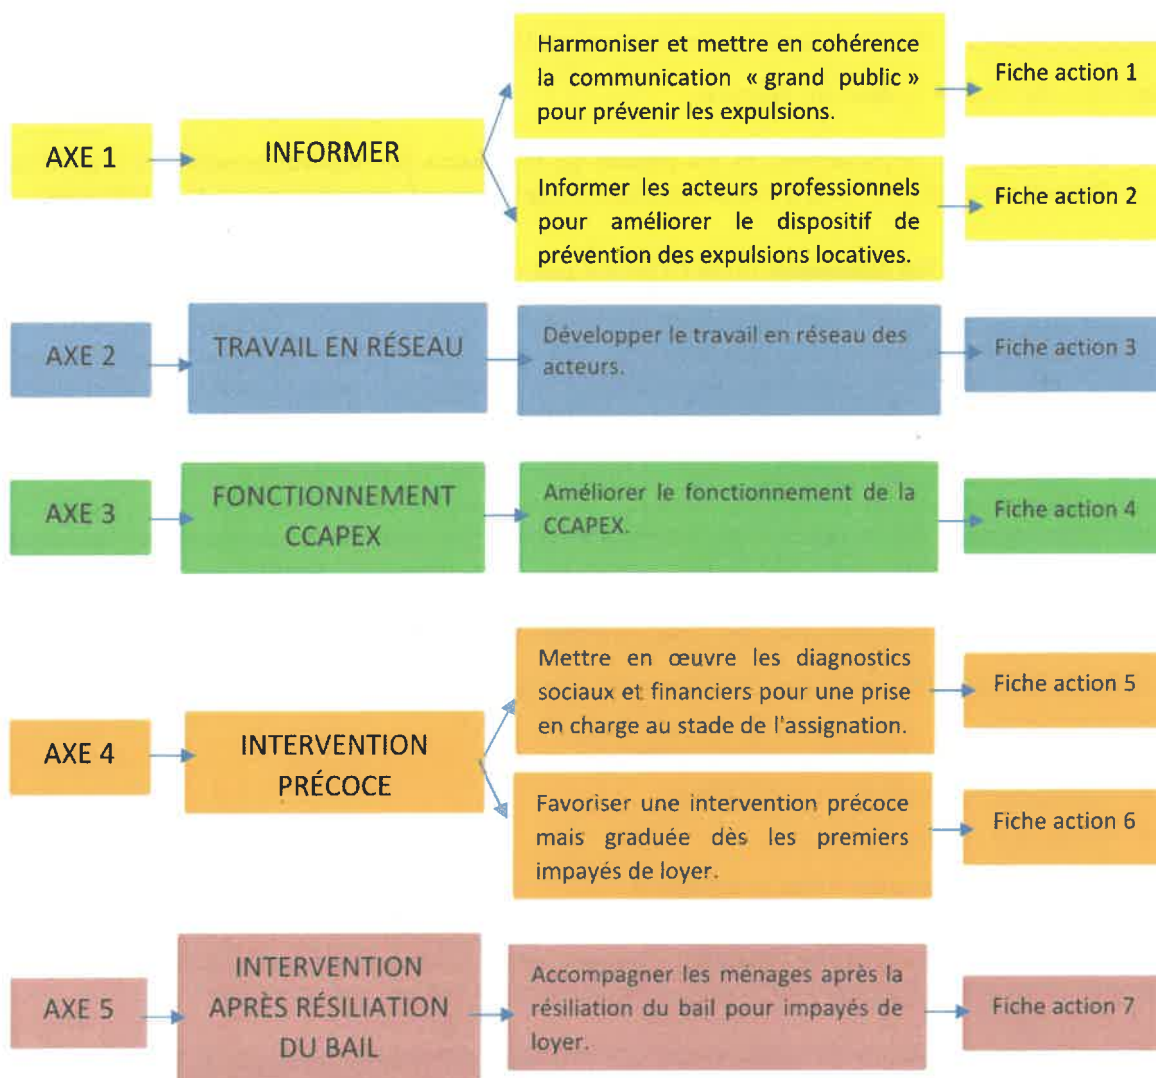 AXE 1
INFORMER
Harmoniser et mettre en cohérence
la communication « grand public »
pour prévenir les expulsions.
Fiche action 1
Informer les acteurs professionnels
pour améliorer le dispositif de
prévention des expulsions locatives.
Fiche action 2
AXE 2
TRAVAIL EN RÉSEAU
Développer le travail en réseau des
acteurs.
Fiche action 3
AXE 3
FONCTIONNEMENT
CCAPEX
Améliorer le fonctionnement de la
CCAPEX.
Fiche action 4
AXE 4
INTERVENTION
PRÉCOCE
Mettre en œuvre les diagnostics
sociaux et financiers pour une prise
en charge au stade de l'assignation.
Fiche action 5
Favoriser une intervention précoce
mais graduée dès les premiers
impayés de loyer.
Fiche action 6
AXE 5
INTERVENTION
APRÈS RÉSILIATION
DU BAIL
Accompagner les ménages après la
résiliation du bail pour impayés de
loyer.
Fiche action 7